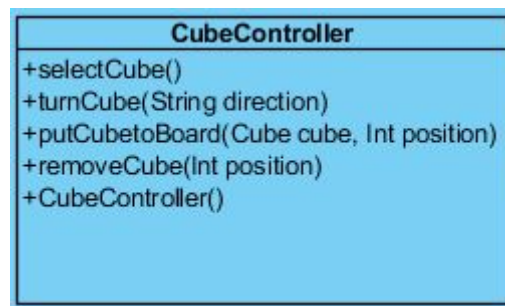 CubeController
+selectCube()
+turnCube(String direction)
+putCubetoBoard(Cube cube, Int position)
+removeCube(Int position)
+CubeController()